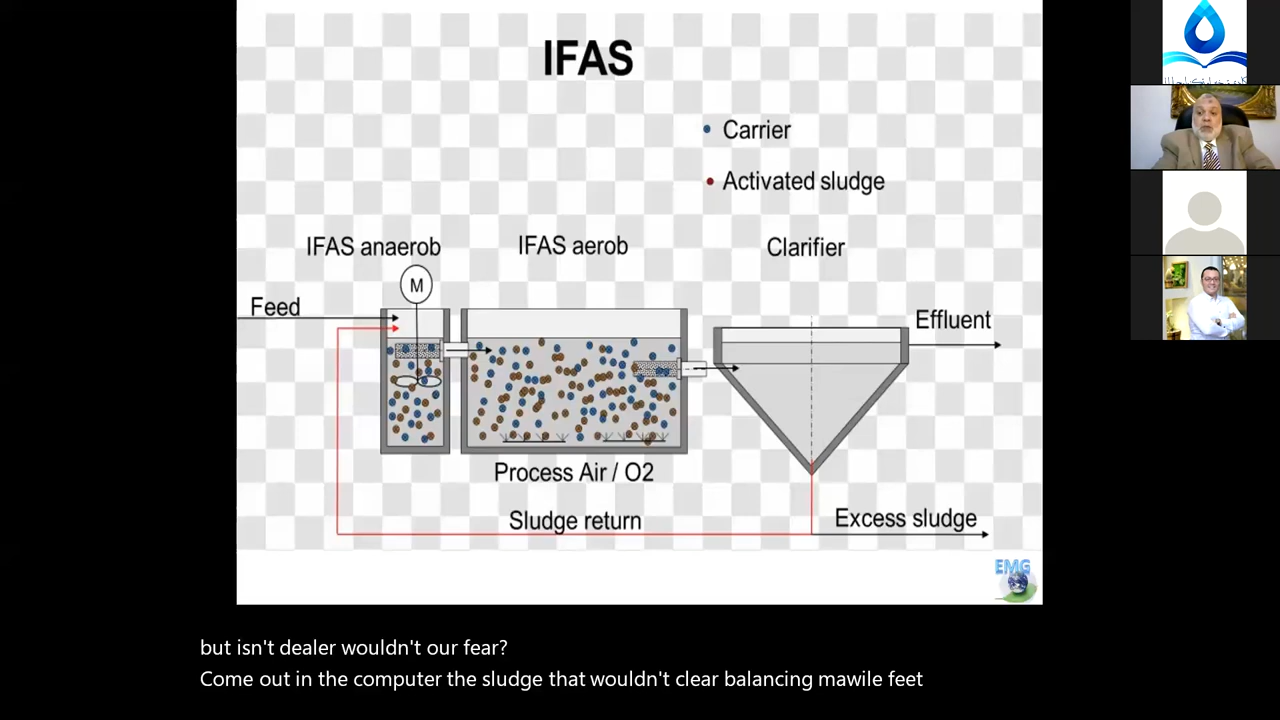 IFAS
Carrier
Activated sludge
IFAS anaerob
IFAS aerob
Clarifier
M
Feed
Effluent
Process Air / O2
Sludge return
Excess sludge
EMG
but isn't dealer wouldn't our fear?
Come out in the computer the sludge that wouldn't clear balancing mawile feet